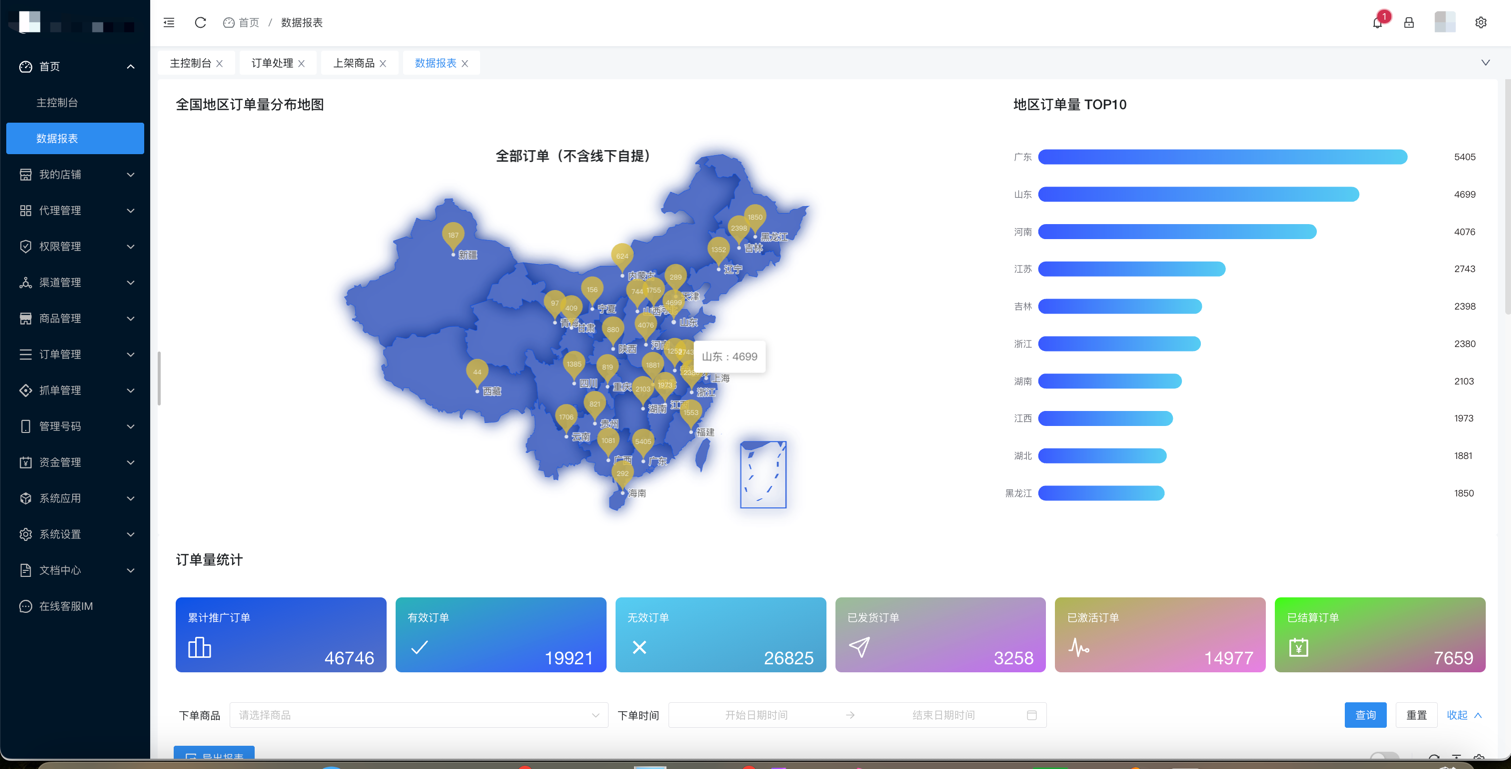 首页 / 数据报表
1
首页
主控制台
数据报表
我的店铺
代理管理
权限管理
渠道管理
商品管理
订单管理
抓单管理
管理号码
资金管理
系统应用
系统设置
文档中心
在线客服IM
主控制台
订单处理
上架商品
数据报表
全国地区订单量分布地图
全部订单（不含线下自提）
1850
黑龙江
2398
吉林
1352
辽宁
187
新疆
624
内蒙古
289
156
宁夏
744
1755
4699
山东
97
409
甘肃
4076
880
陕西
1385
四川
819
重庆
1881
上海
浙江
44
西藏
2103
湖南
1973
821
贵州
1553
福建
1706
云南
1081
广西
5405
广东
292
海南
山东：4699
地区订单量 TOP10
广东 5405
山东 4699
河南 4076
江苏 2743
吉林 2398
浙江 2380
湖南 2103
江西 1973
湖北 1881
黑龙江 1850
订单量统计
累计推广订单
46746
有效订单
19921
无效订单
26825
已发货订单
3258
已激活订单
14977
已结算订单
7659
下单商品 请选择商品
下单时间 开始日期时间 → 结束日期时间
查询
重置
收起
导出报表